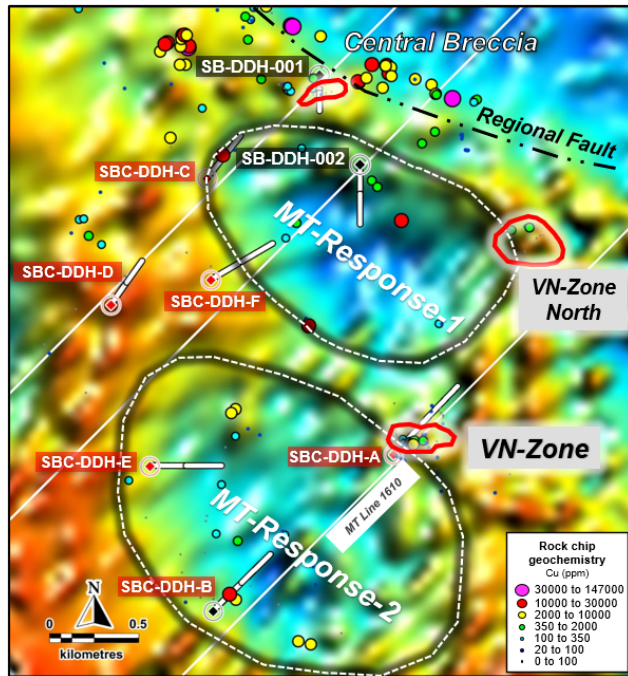 Central Breccia
SB-DDH-001
Regional Fault
SB-DDH-002
SBC-DDH-C
MT-Response-1
SBC-DDH-D
SBC-DDH-F
VN-Zone
North
VN-Zone
SBC-DDH-A
SBC-DDH-E
MT Line 1610
MT-Response-2
SBC-DDH-B
N
0 0.5
kilometres
Rock chip
geochemistry
Cu (ppm)
30000 to 147000
10000 to 30000
2000 to 10000
350 to 2000
100 to 350
20 to 100
0 to 100